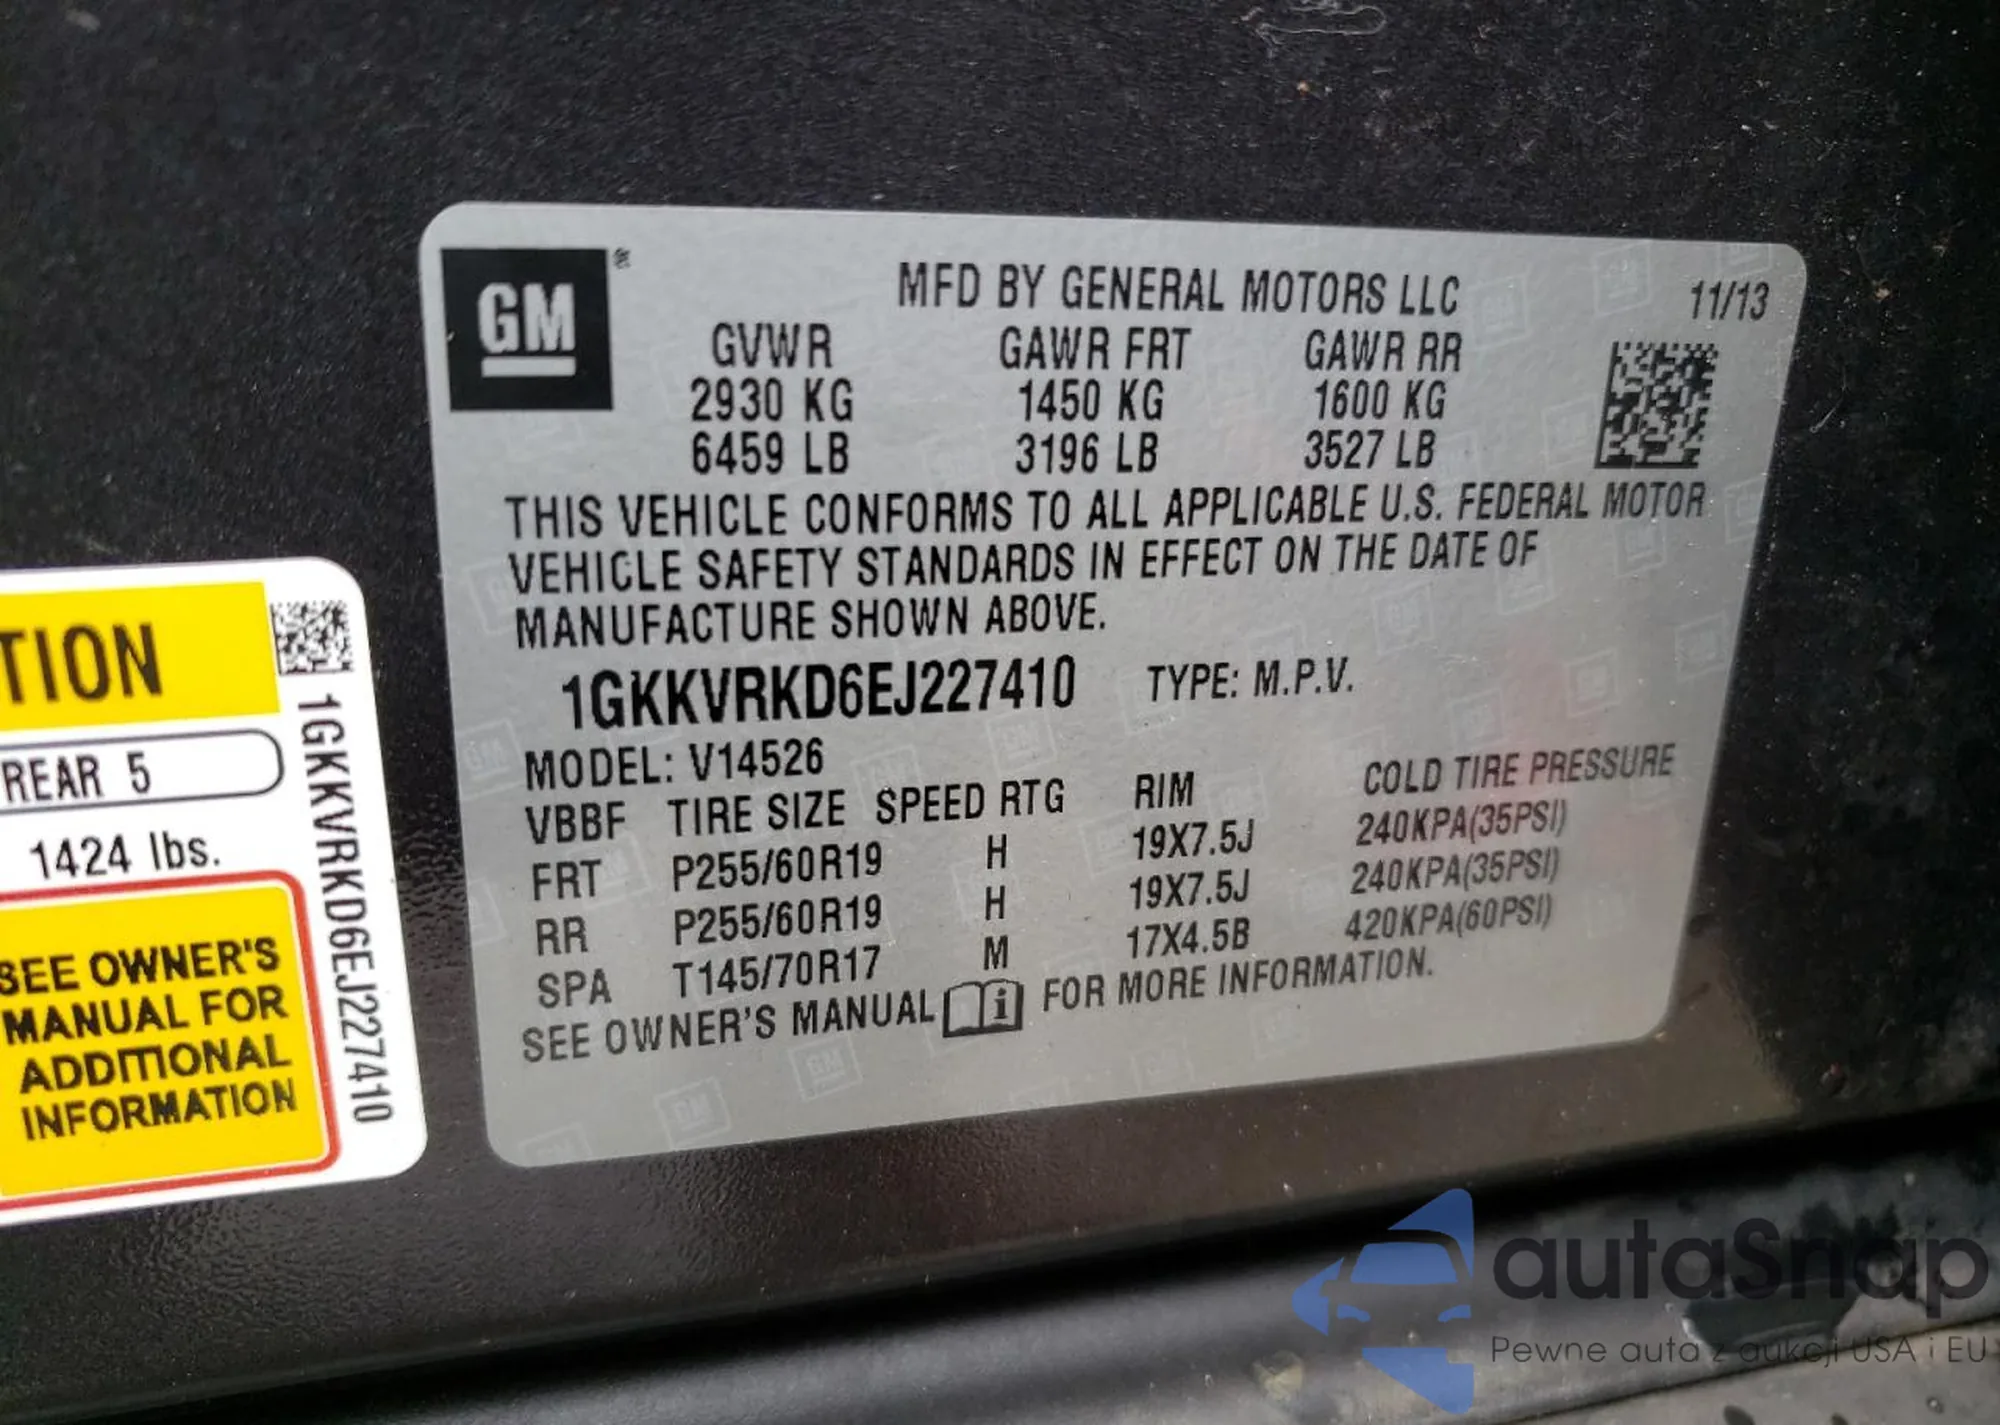 GM ®
MFD BY GENERAL MOTORS LLC 11/13
GVWR GAWR FRT GAWR RR
2930 KG 1450 KG 1600 KG
6459 LB 3196 LB 3527 LB
THIS VEHICLE CONFORMS TO ALL APPLICABLE U.S. FEDERAL MOTOR
VEHICLE SAFETY STANDARDS IN EFFECT ON THE DATE OF
MANUFACTURE SHOWN ABOVE.
1GKKVRKD6EJ227410 TYPE: M.P.V.
MODEL: V14526
VBBF TIRE SIZE SPEED RTG RIM COLD TIRE PRESSURE
FRT P255/60R19 H 19X7.5J 240KPA(35PSI)
RR P255/60R19 H 19X7.5J 240KPA(35PSI)
SPA T145/70R17 M 17X4.5B 420KPA(60PSI)
SEE OWNER'S MANUAL i FOR MORE INFORMATION.
TION
REAR 5
1424 lbs.
SEE OWNER'S
MANUAL FOR
ADDITIONAL
INFORMATION
1GKKVRKD6EJ227410
autaSnap
Pewne auta z aukcji USA i EU